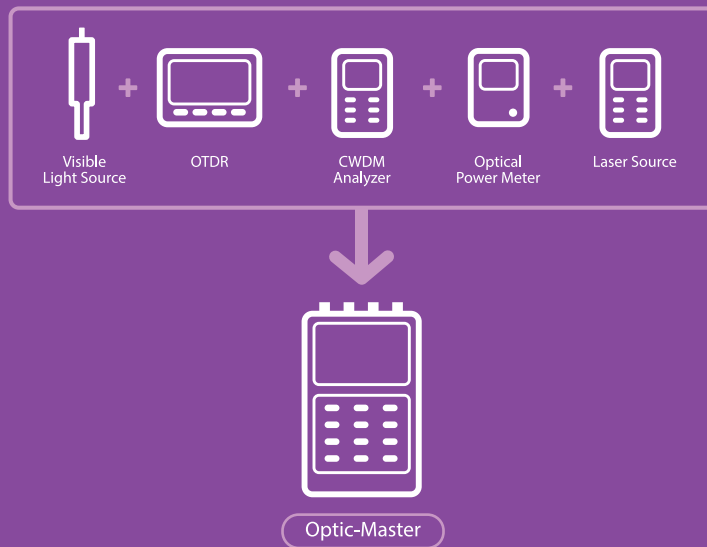 Visible
Light Source
OTDR
CWDM
Analyzer
Optical
Power Meter
Laser Source
Optic-Master